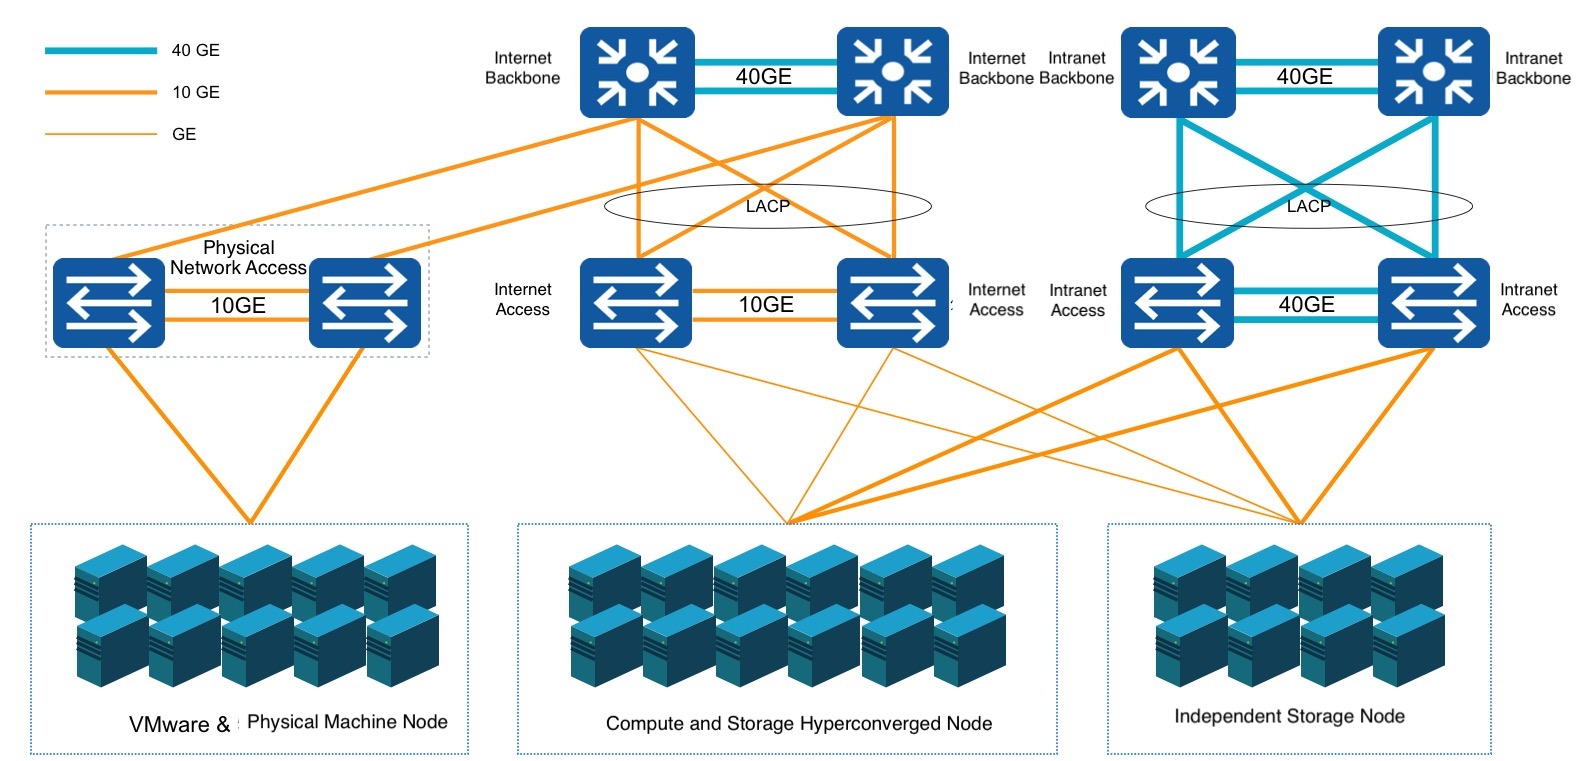 40 GE
10 GE
GE
Internet
Backbone
40GE
Internet
Backbone
Intranet
Backbone
40GE
Intranet
Backbone
LACP
LACP
Physical
Network Access
10GE
Internet
Access
10GE
Internet
Access
Intranet
Access
40GE
Intranet
Access
VMware & Physical Machine Node
Compute and Storage Hyperconverged Node
Independent Storage Node